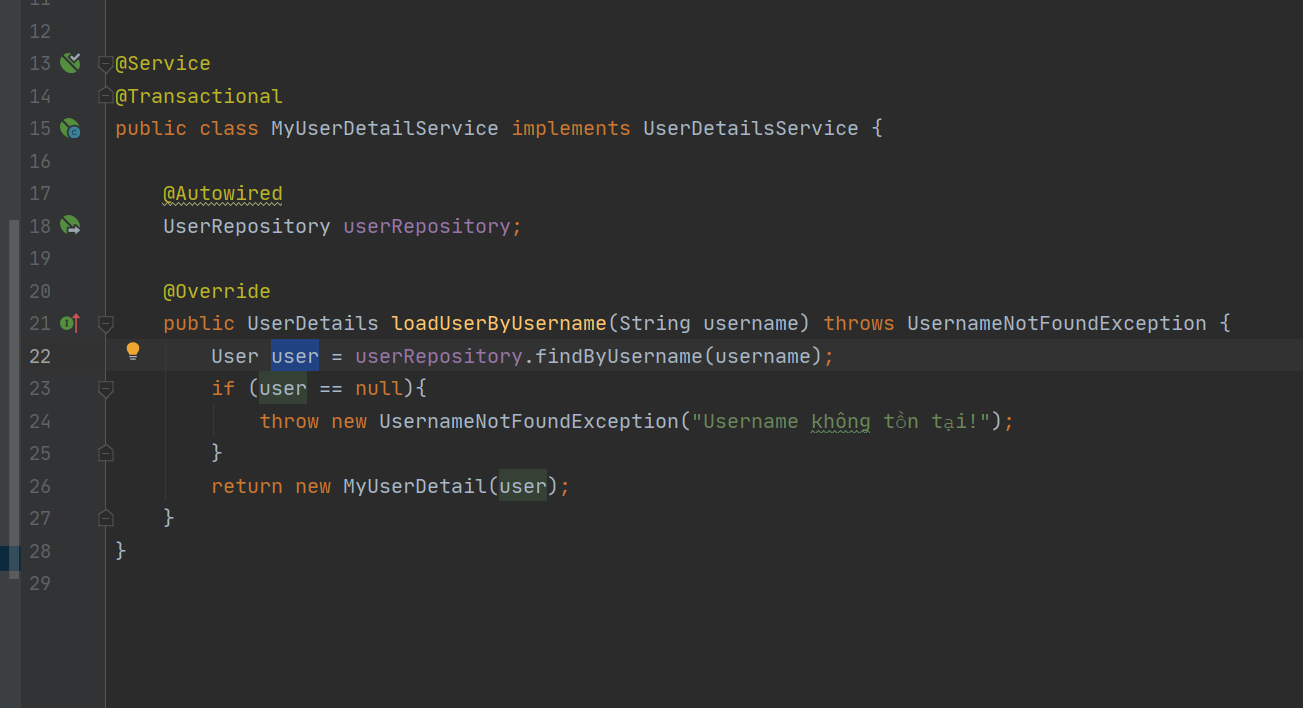 11
12
13 @Service
14 @Transactional
15 public class MyUserDetailService implements UserDetailsService {
16
17 @Autowired
18 UserRepository userRepository;
19
20 @Override
21 public UserDetails loadUserByUsername(String username) throws UsernameNotFoundException {
22 User user = userRepository.findByUsername(username);
23 if (user == null){
24 throw new UsernameNotFoundException("Username không tồn tại!");
25 }
26 return new MyUserDetail(user);
27 }
28 }
29